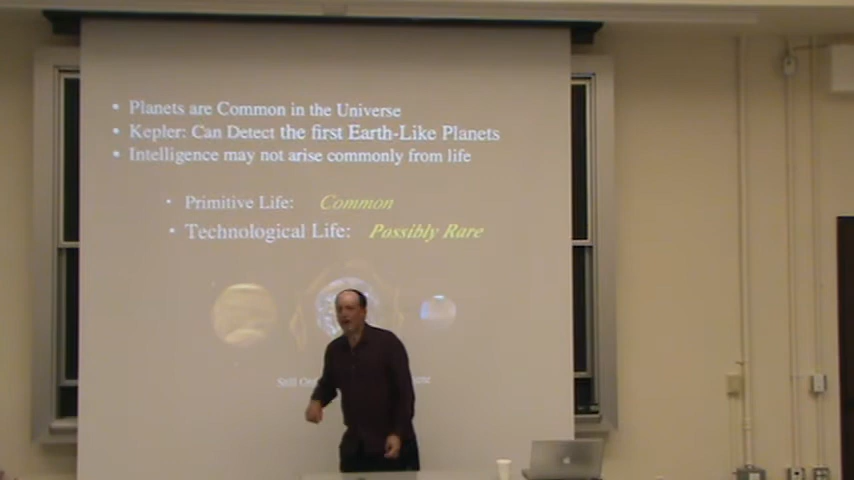 • Planets are Common in the Universe
• Kepler: Can Detect the first Earth-Like Planets
• Intelligence may not arise commonly from life
• Primitive Life: Common
• Technological Life: Possibly Rare
Still